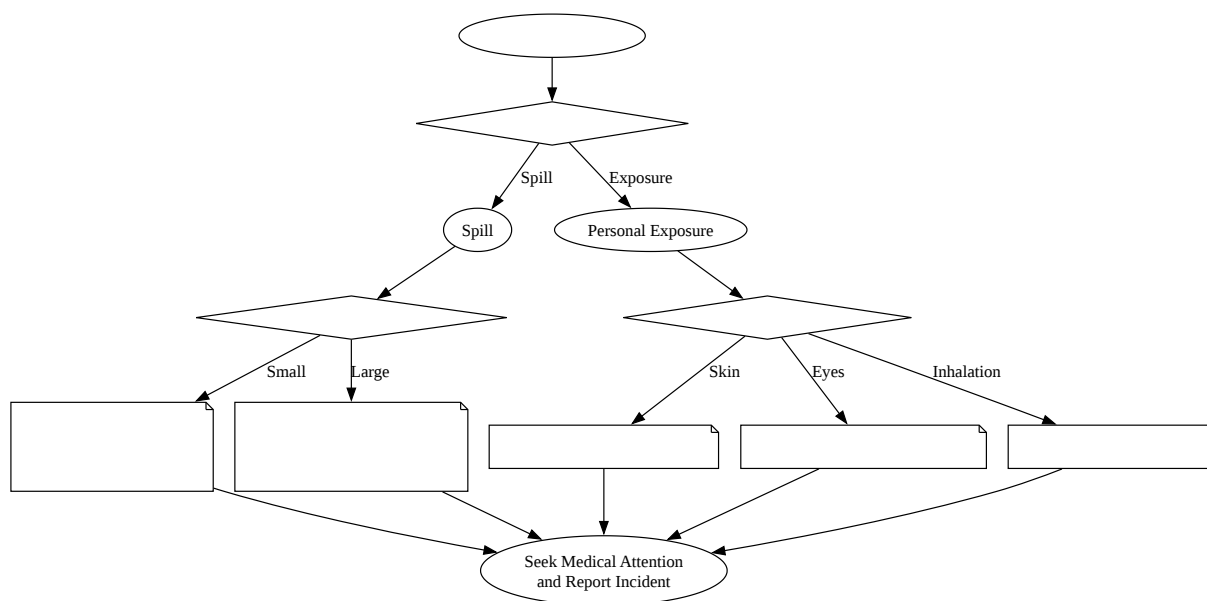 Spill
Exposure
Spill
Personal Exposure
Small
Large
Skin
Eyes
Inhalation
Seek Medical Attention
and Report Incident